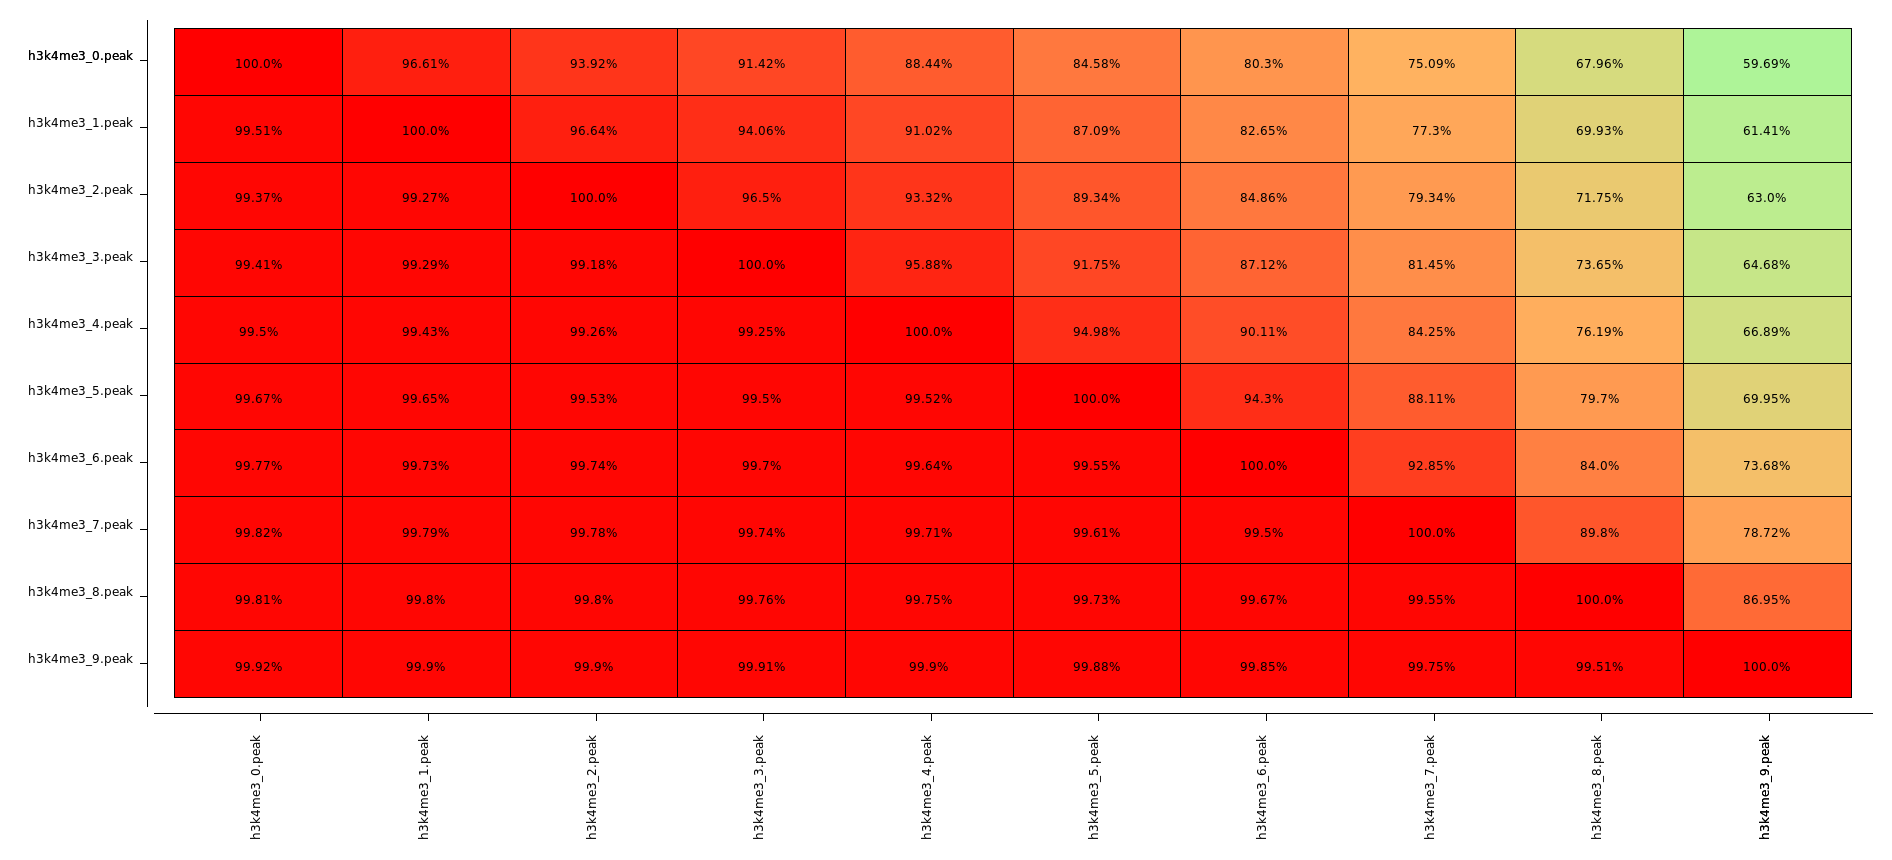 h3k4me3_0.peak 100.0% 96.61% 93.92% 91.42% 88.44% 84.58% 80.3% 75.09% 67.96% 59.69%
h3k4me3_1.peak 99.51% 100.0% 96.64% 94.06% 91.02% 87.09% 82.65% 77.3% 69.93% 61.41%
h3k4me3_2.peak 99.37% 99.27% 100.0% 96.5% 93.32% 89.34% 84.86% 79.34% 71.75% 63.0%
h3k4me3_3.peak 99.41% 99.29% 99.18% 100.0% 95.88% 91.75% 87.12% 81.45% 73.65% 64.68%
h3k4me3_4.peak 99.5% 99.43% 99.26% 99.25% 100.0% 94.98% 90.11% 84.25% 76.19% 66.89%
h3k4me3_5.peak 99.67% 99.65% 99.53% 99.5% 99.52% 100.0% 94.3% 88.11% 79.7% 69.95%
h3k4me3_6.peak 99.77% 99.73% 99.74% 99.7% 99.64% 99.55% 100.0% 92.85% 84.0% 73.68%
h3k4me3_7.peak 99.82% 99.79% 99.78% 99.74% 99.71% 99.61% 99.5% 100.0% 89.8% 78.72%
h3k4me3_8.peak 99.81% 99.8% 99.8% 99.76% 99.75% 99.73% 99.67% 99.55% 100.0% 86.95%
h3k4me3_9.peak 99.92% 99.9% 99.9% 99.91% 99.9% 99.88% 99.85% 99.75% 99.51% 100.0%
h3k4me3_0.peak
h3k4me3_1.peak
h3k4me3_2.peak
h3k4me3_3.peak
h3k4me3_4.peak
h3k4me3_5.peak
h3k4me3_6.peak
h3k4me3_7.peak
h3k4me3_8.peak
h3k4me3_9.peak